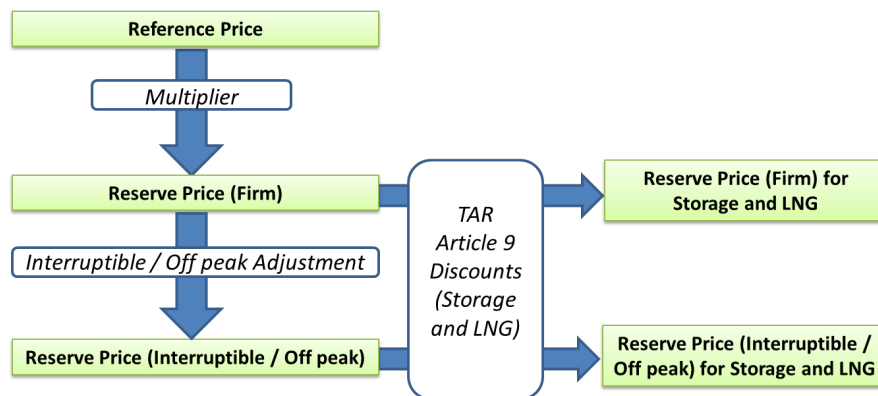 Reference Price
Multiplier
Reserve Price (Firm)
Interruptible / Off peak Adjustment
Reserve Price (Interruptible / Off peak)
TAR
Article 9
Discounts
(Storage
and LNG)
Reserve Price (Firm) for
Storage and LNG
Reserve Price (Interruptible /
Off peak) for Storage and LNG